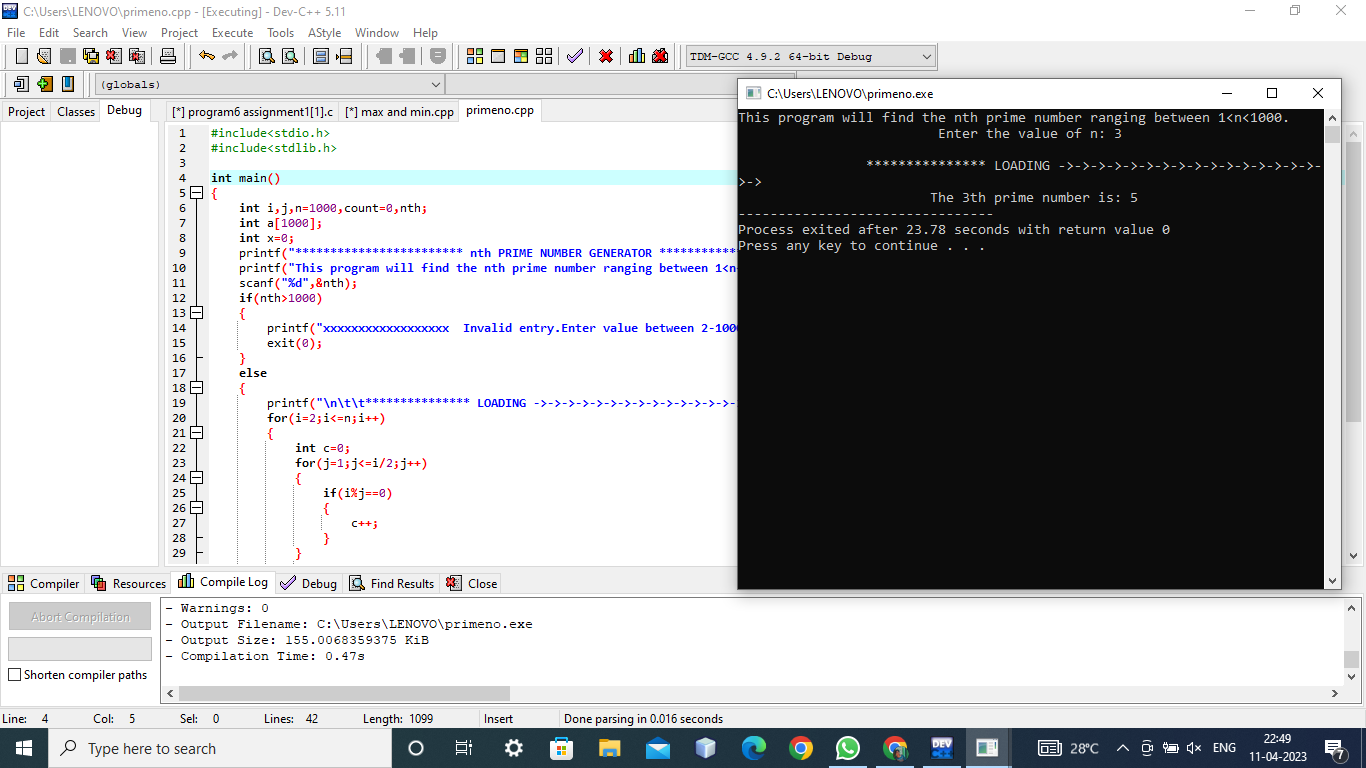 C:\Users\LENOVO\primeno.cpp - [Executing] - Dev-C++ 5.11
File Edit Search View Project Execute Tools AStyle Window Help
TDM-GCC 4.9.2 64-bit Debug
(globals)
Project Classes Debug
[*] program6 assignment1[1].c [*] max and min.cpp primeno.cpp
1 #include<stdio.h>
2 #include<stdlib.h>
3
4 int main()
5 {
6 int i,j,n=1000,count=0,nth;
7 int a[1000];
8 int x=0;
9 printf("************************ nth PRIME NUMBER GENERATOR ***********
10 printf("This program will find the nth prime number ranging between 1<n
11 scanf("%d",&nth);
12 if(nth>1000)
13 {
14 printf("xxxxxxxxxxxxxxxxxx  Invalid entry.Enter value between 2-100
15 exit(0);
16 }
17 else
18 {
19 printf("\n\t\t*************** LOADING ->->->->->->->->->->->->->->-
20 for(i=2;i<=n;i++)
21 {
22 int c=0;
23 for(j=1;j<=i/2;j++)
24 {
25 if(i%j==0)
26 {
27 c++;
28 }
29 }
C:\Users\LENOVO\primeno.exe
This program will find the nth prime number ranging between 1<n<1000.
Enter the value of n: 3
*************** LOADING ->->->->->->->->->->->->->->->->-
>->
The 3th prime number is: 5
--------------------------------
Process exited after 23.78 seconds with return value 0
Press any key to continue . . .
Compiler Resources Compile Log Debug Find Results Close
Abort Compilation
Shorten compiler paths
- Warnings: 0
- Output Filename: C:\Users\LENOVO\primeno.exe
- Output Size: 155.0068359375 KiB
- Compilation Time: 0.47s
Line: 4 Col: 5 Sel: 0 Lines: 42 Length: 1099 Insert Done parsing in 0.016 seconds
Type here to search
DEV
28°C
ENG
22:49
11-04-2023
7